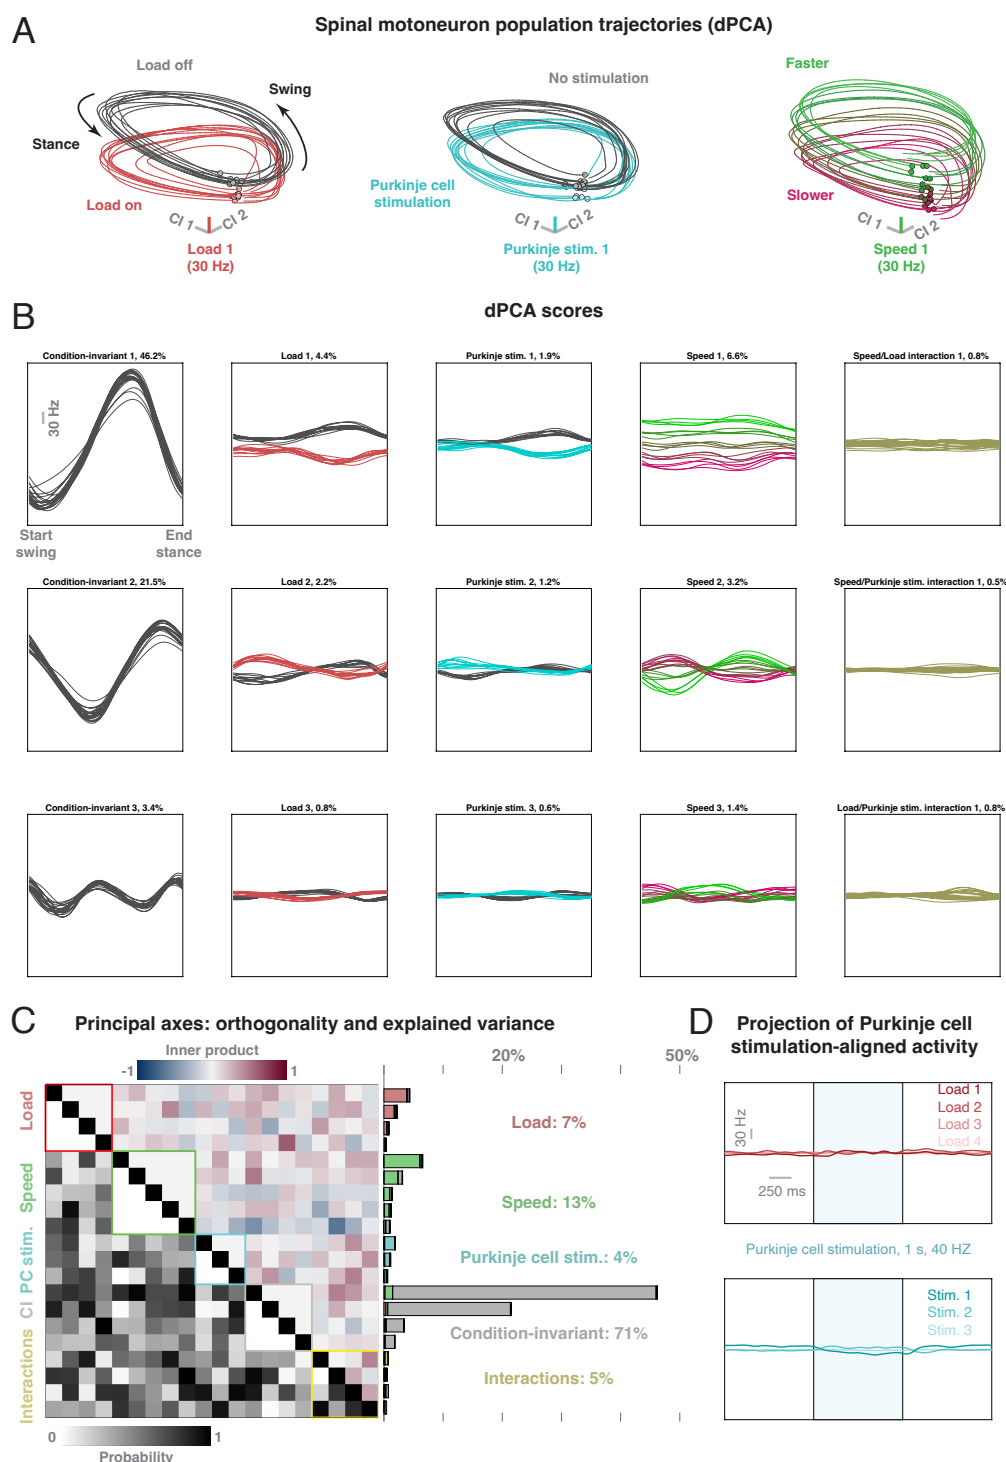 A
Spinal motoneuron population trajectories (dPCA)
Load off
Swing
Stance
Load on
CI 1
CI 2
Load 1
(30 Hz)
No stimulation
Purkinje cell
stimulation
CI 1
CI 2
Purkinje stim. 1
(30 Hz)
Faster
Slower
CI 1
CI 2
Speed 1
(30 Hz)
B
dPCA scores
Condition-invariant 1, 46.2%
Load 1, 4.4%
Purkinje stim. 1, 1.9%
Speed 1, 6.6%
Speed/Load interaction 1, 0.8%
30 Hz
Start
swing
End
stance
Condition-invariant 2, 21.5%
Load 2, 2.2%
Purkinje stim. 2, 1.2%
Speed 2, 3.2%
Speed/Purkinje stim. interaction 1, 0.5%
Condition-invariant 3, 3.4%
Load 3, 0.8%
Purkinje stim. 3, 0.6%
Speed 3, 1.4%
Load/Purkinje stim. interaction 1, 0.8%
C
Principal axes: orthogonality and explained variance
Inner product
-1
1
20%
50%
Load
Speed
PC stim.
CI
Interactions
Load: 7%
Speed: 13%
Purkinje cell stim.: 4%
Condition-invariant: 71%
Interactions: 5%
0
1
Probability
D
Projection of Purkinje cell
stimulation-aligned activity
30 Hz
250 ms
Load 1
Load 2
Load 3
Load 4
Purkinje cell stimulation, 1 s, 40 HZ
Stim. 1
Stim. 2
Stim. 3